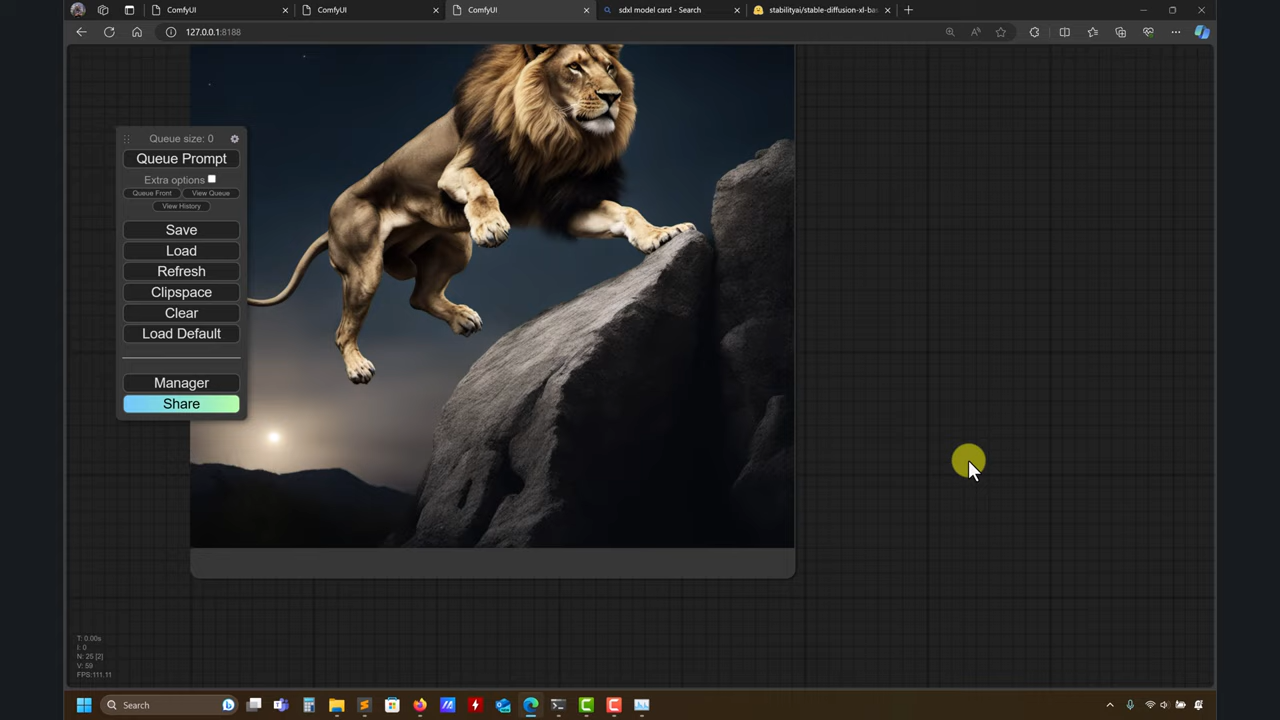 ComfyUI
ComfyUI
ComfyUI
sdxl model card - Search
stabilityai/stable-diffusion-xl-bas
127.0.0.1:8188
Queue size: 0
Queue Prompt
Extra options
Queue Front
View Queue
View History
Save
Load
Refresh
Clipspace
Clear
Load Default
Manager
Share
T: 0.00s
I: 0
N: 25 [2]
V: 59
FPS:111.11
Search